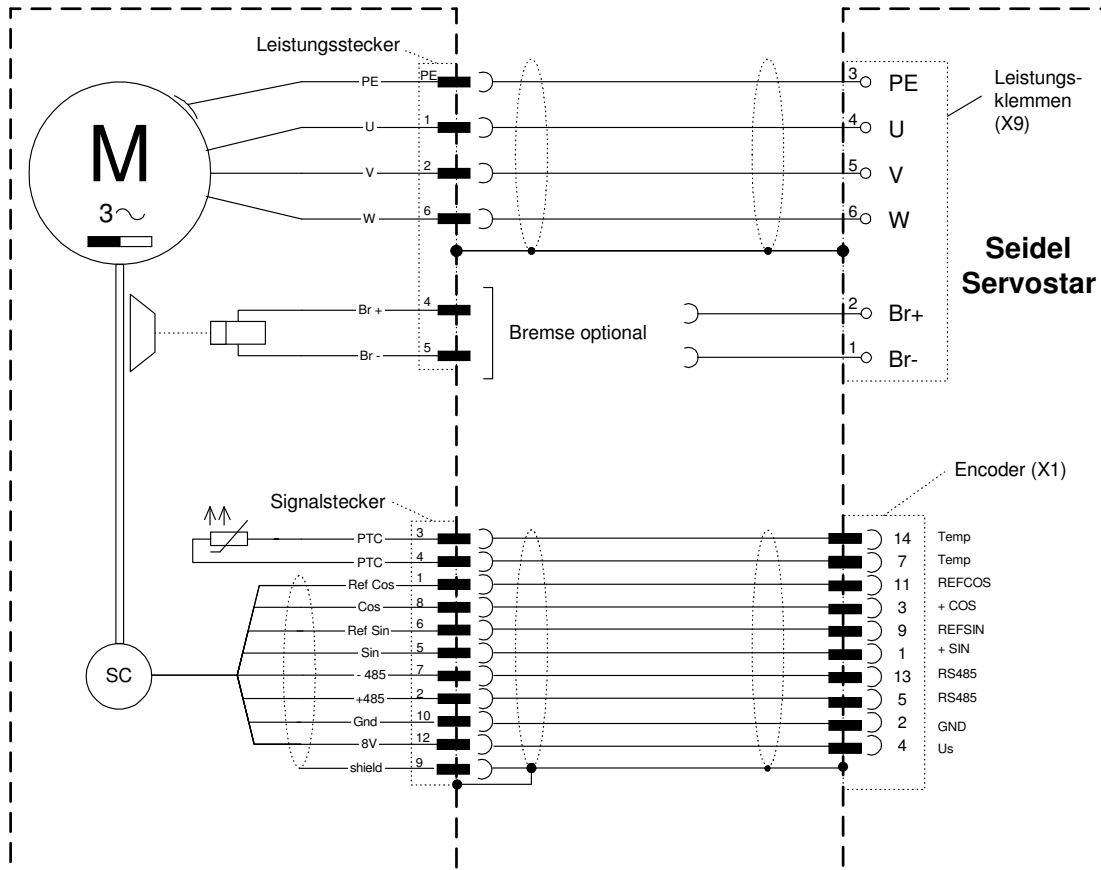 Leistungsstecker
PE PE 3 PE
Leistungs-
klemmen
(X9)
M
3
U 1 4 U
V 2 5 V
W 6 6 W
Seidel
Servostar
Br + 4 2 Br+
Bremse optional
Br - 5 1 Br-
Encoder (X1)
Signalstecker
PTC 3 14 Temp
PTC 4 7 Temp
Ref Cos 1 11 REFCOS
Cos 8 3 + COS
Ref Sin 6 9 REFSIN
Sin 5 1 + SIN
SC
- 485 7 13 RS485
+485 2 5 RS485
Gnd 10 2 GND
8V 12 4 Us
shield 9